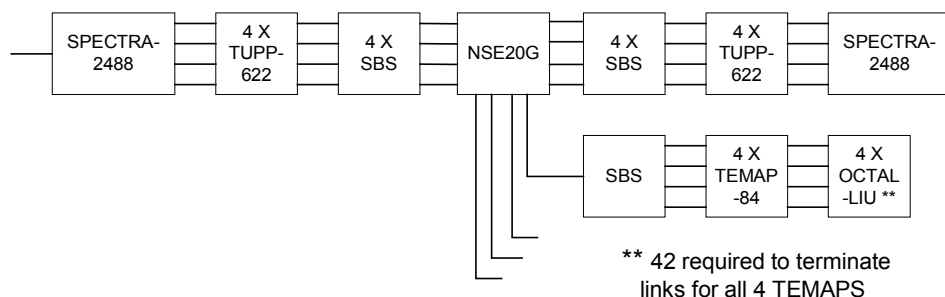 SPECTRA-
2488
4 X
TUPP-
622
4 X
SBS
NSE20G
4 X
SBS
4 X
TUPP-
622
SPECTRA-
2488
SBS
4 X
TEMAP
-84
4 X
OCTAL
-LIU **
** 42 required to terminate
links for all 4 TEMAPS